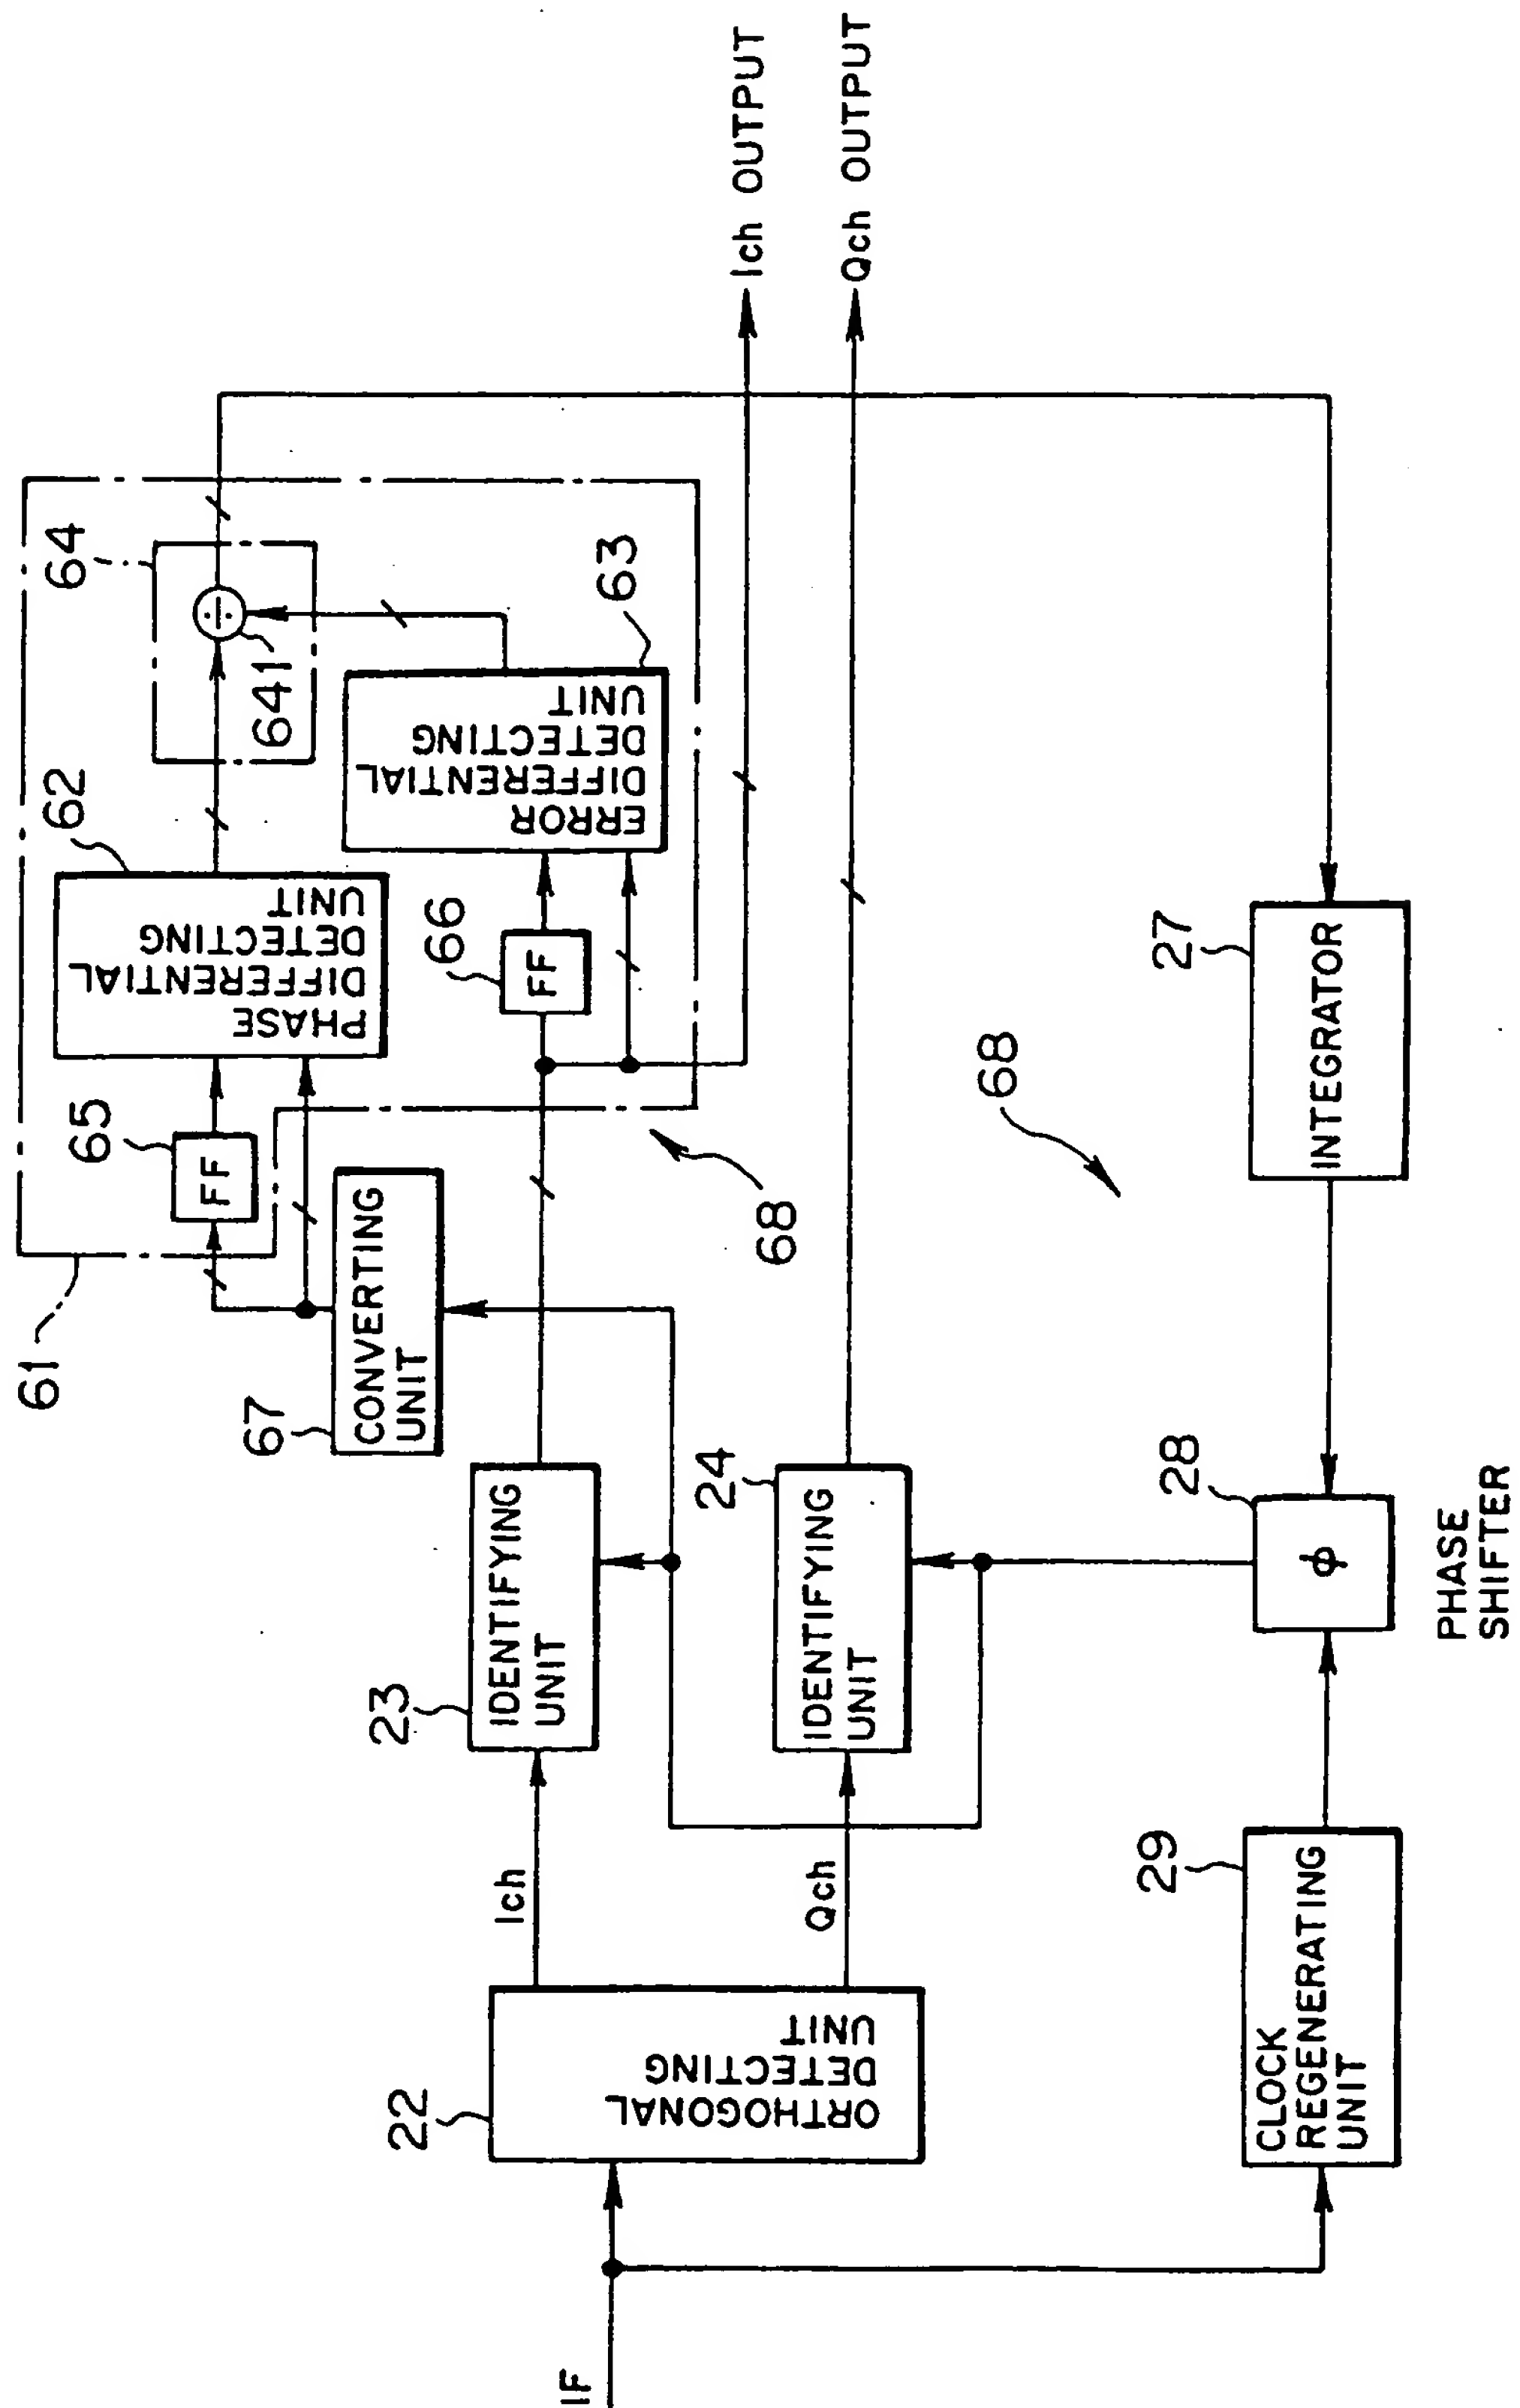 IF
22
ORTHOGONAL
DETECTING
UNIT
Ich
Qch
23
IDENTIFYING
UNIT
24
IDENTIFYING
UNIT
29
CLOCK
REGENERATING
UNIT
28
ϕ
PHASE
SHIFTER
27
INTEGRATOR
67
CONVERTING
UNIT
61
65
FF
62
PHASE
DIFFERENTIAL
DETECTING
UNIT
66
FF
63
ERROR
DIFFERENTIAL
DETECTING
UNIT
64
÷
641
68
68
Ich OUTPUT
Qch OUTPUT